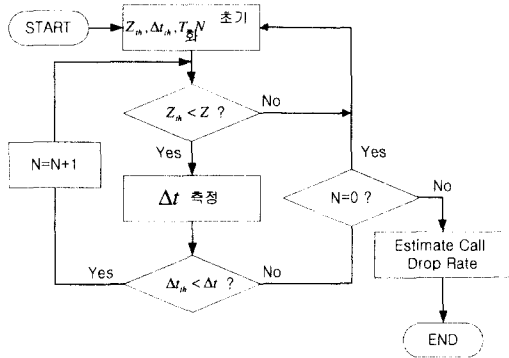 START
초기
Z_th, Δt_th, T, N
화
Z_th < Z ?
No
Yes
N=N+1
Δt 측정
Yes
N=0 ?
No
Estimate Call
Drop Rate
Yes
Δt_th < Δt ?
No
END